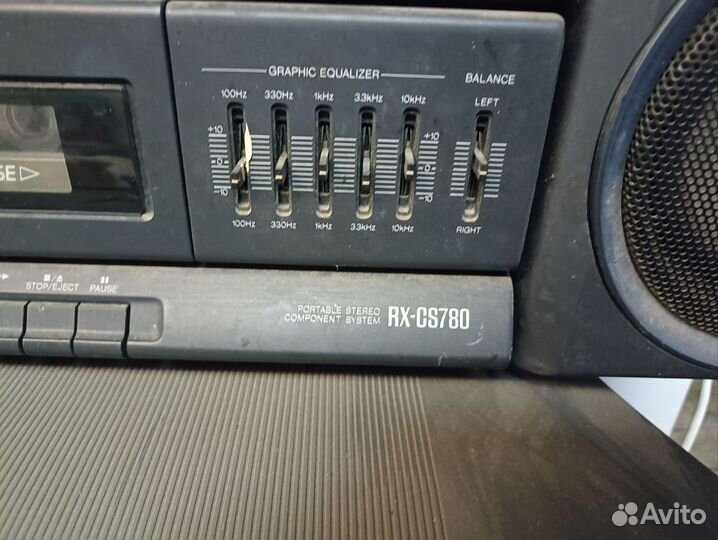 GRAPHIC EQUALIZER
BALANCE
100Hz 330Hz 1kHz 3.3kHz 10kHz
LEFT
+10 +10
-0- -0-
-10 -10
100Hz 330Hz 1kHz 3.3kHz 10kHz
RIGHT
SE▷
■/⏏ ⏸
STOP/EJECT PAUSE
PORTABLE STEREO
COMPONENT SYSTEM RX-CS780
Avito